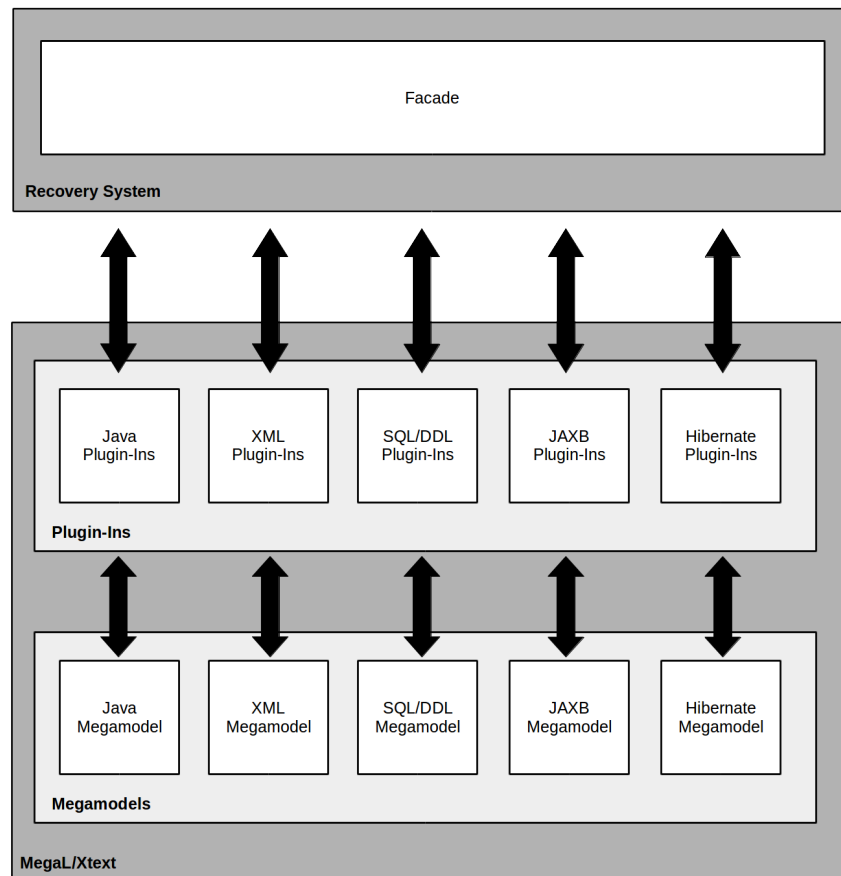 Facade
Recovery System
Java
Plugin-Ins
XML
Plugin-Ins
SQL/DDL
Plugin-Ins
JAXB
Plugin-Ins
Hibernate
Plugin-Ins
Plugin-Ins
Java
Megamodel
XML
Megamodel
SQL/DDL
Megamodel
JAXB
Megamodel
Hibernate
Megamodel
Megamodels
MegaL/Xtext